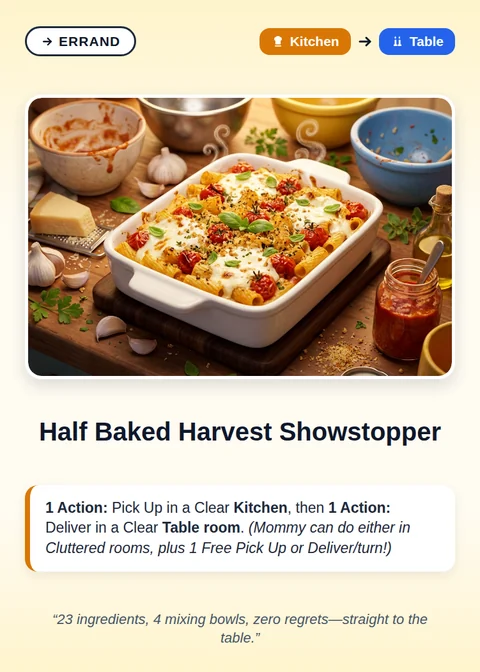 → ERRAND
Kitchen → Table
Half Baked Harvest Showstopper
1 Action: Pick Up in a Clear Kitchen, then 1 Action:
Deliver in a Clear Table room. (Mommy can do either in
Cluttered rooms, plus 1 Free Pick Up or Deliver/turn!)
“23 ingredients, 4 mixing bowls, zero regrets—straight to the
table.”